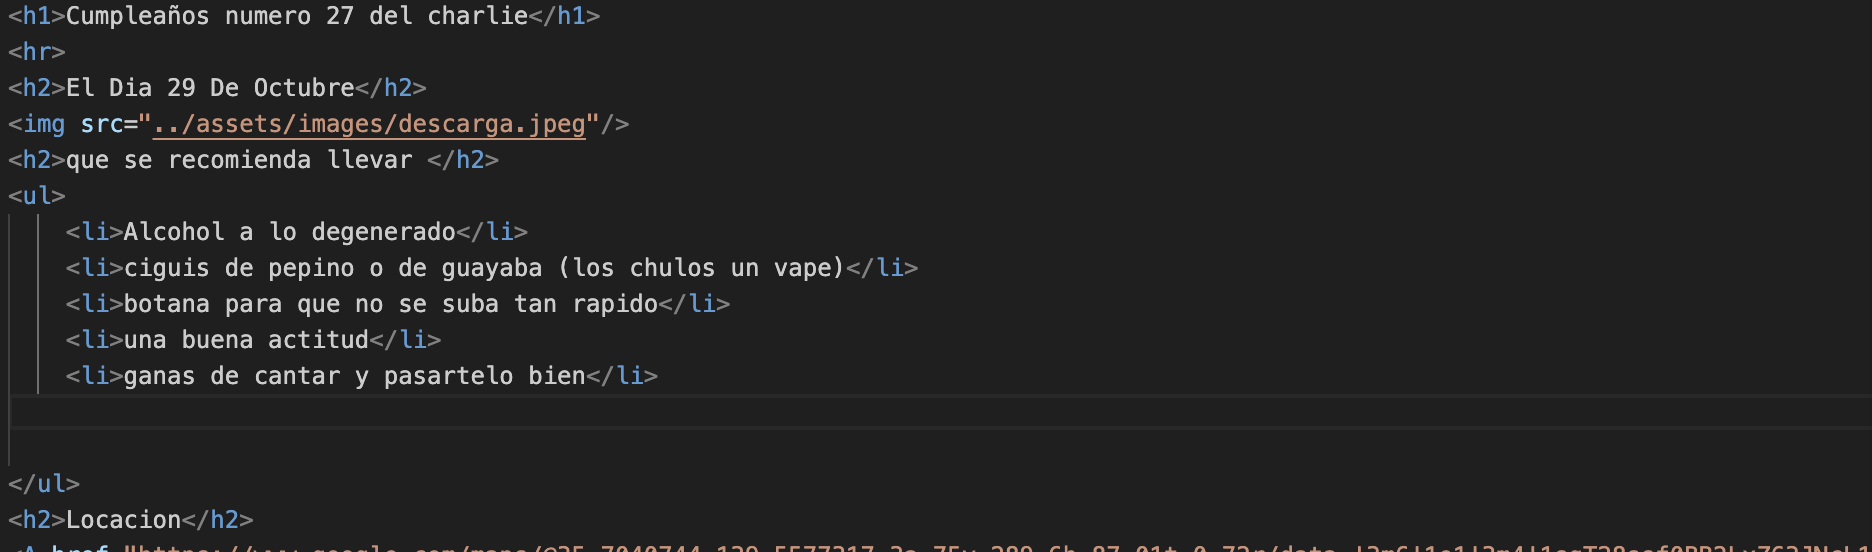 <h1>Cumpleaños numero 27 del charlie</h1>
<hr>
<h2>El Dia 29 De Octubre</h2>
<img src="../assets/images/descarga.jpeg"/>
<h2>que se recomienda llevar </h2>
<ul>
<li>Alcohol a lo degenerado</li>
<li>ciguis de pepino o de guayaba (los chulos un vape)</li>
<li>botana para que no se suba tan rapido</li>
<li>una buena actitud</li>
<li>ganas de cantar y pasartelo bien</li>
</ul>
<h2>Locacion</h2>